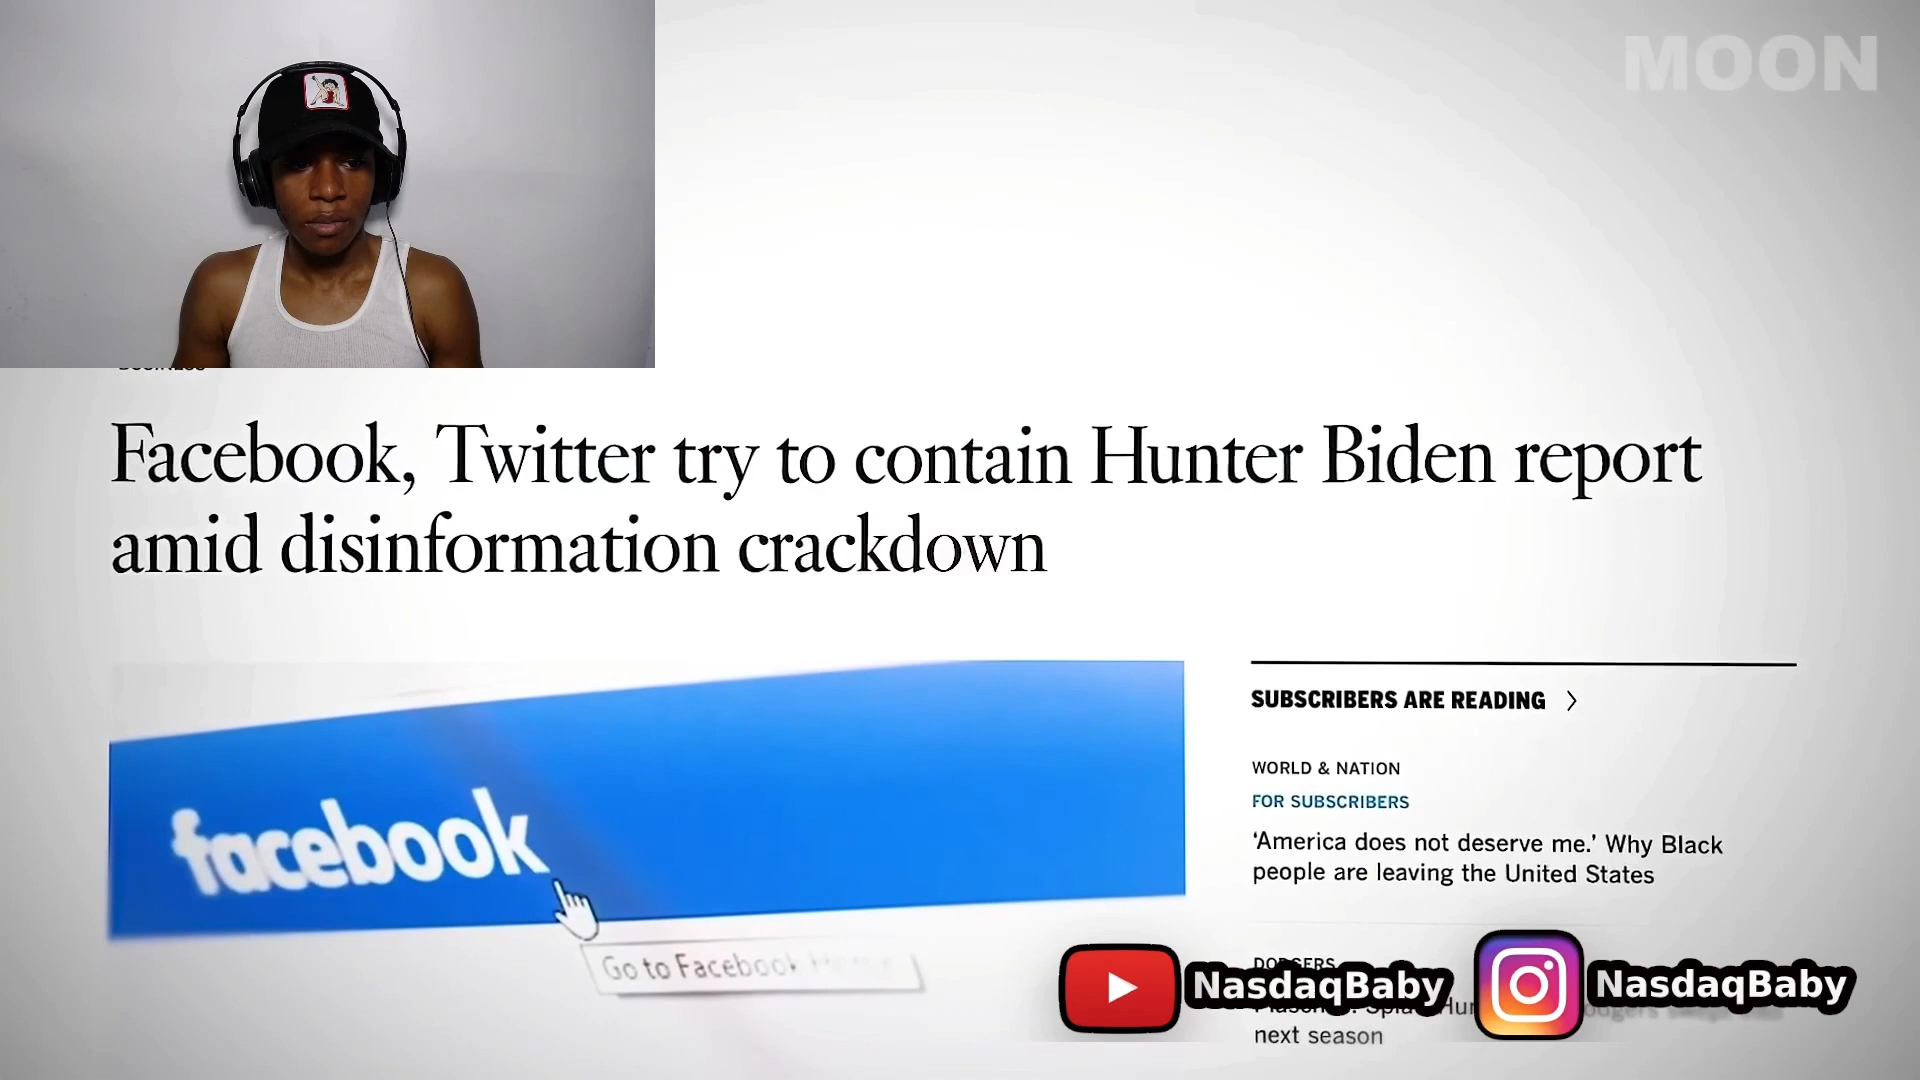 MOON
BUSINESS
Facebook, Twitter try to contain Hunter Biden report
amid disinformation crackdown
facebook
Go to Facebook
SUBSCRIBERS ARE READING
WORLD & NATION
FOR SUBSCRIBERS
‘America does not deserve me.’ Why Black
people are leaving the United States
DODGERS
next season
NasdaqBaby
NasdaqBaby